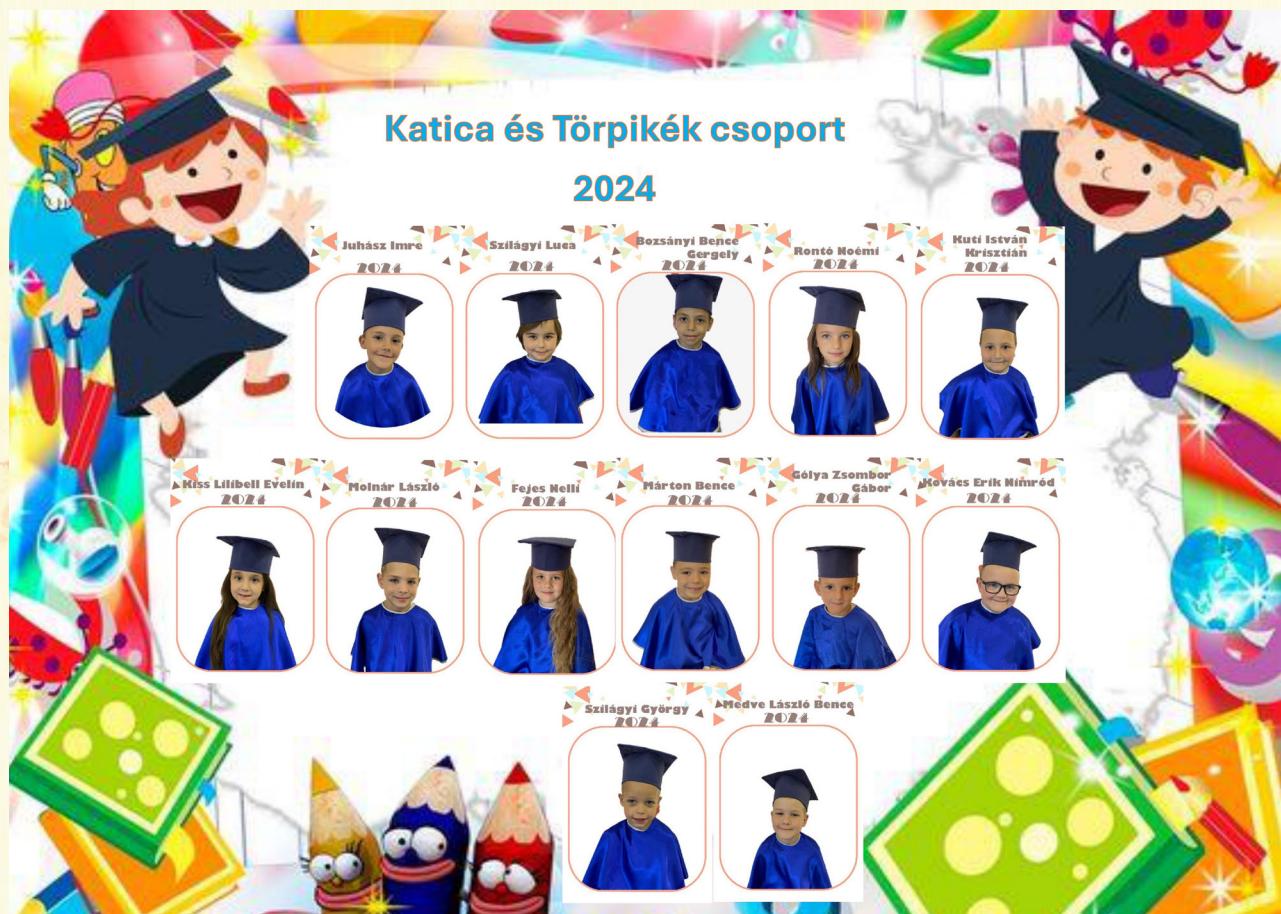 Katica és Törpikék csoport
2024
Juhász Imre
2024
Szilágyi Luca
2024
Bozsányi Bence
Gergely
2024
Rontó Noémi
2024
Kuti István
Krisztián
2024
Kiss Lilibell Evelin
2024
Molnár László
2024
Fejes Nelli
2024
Márton Bence
2024
Gólya Zsombor
Gábor
2024
Kovács Erik Nimród
2024
Szilágyi György
2024
Medve László Bence
2024